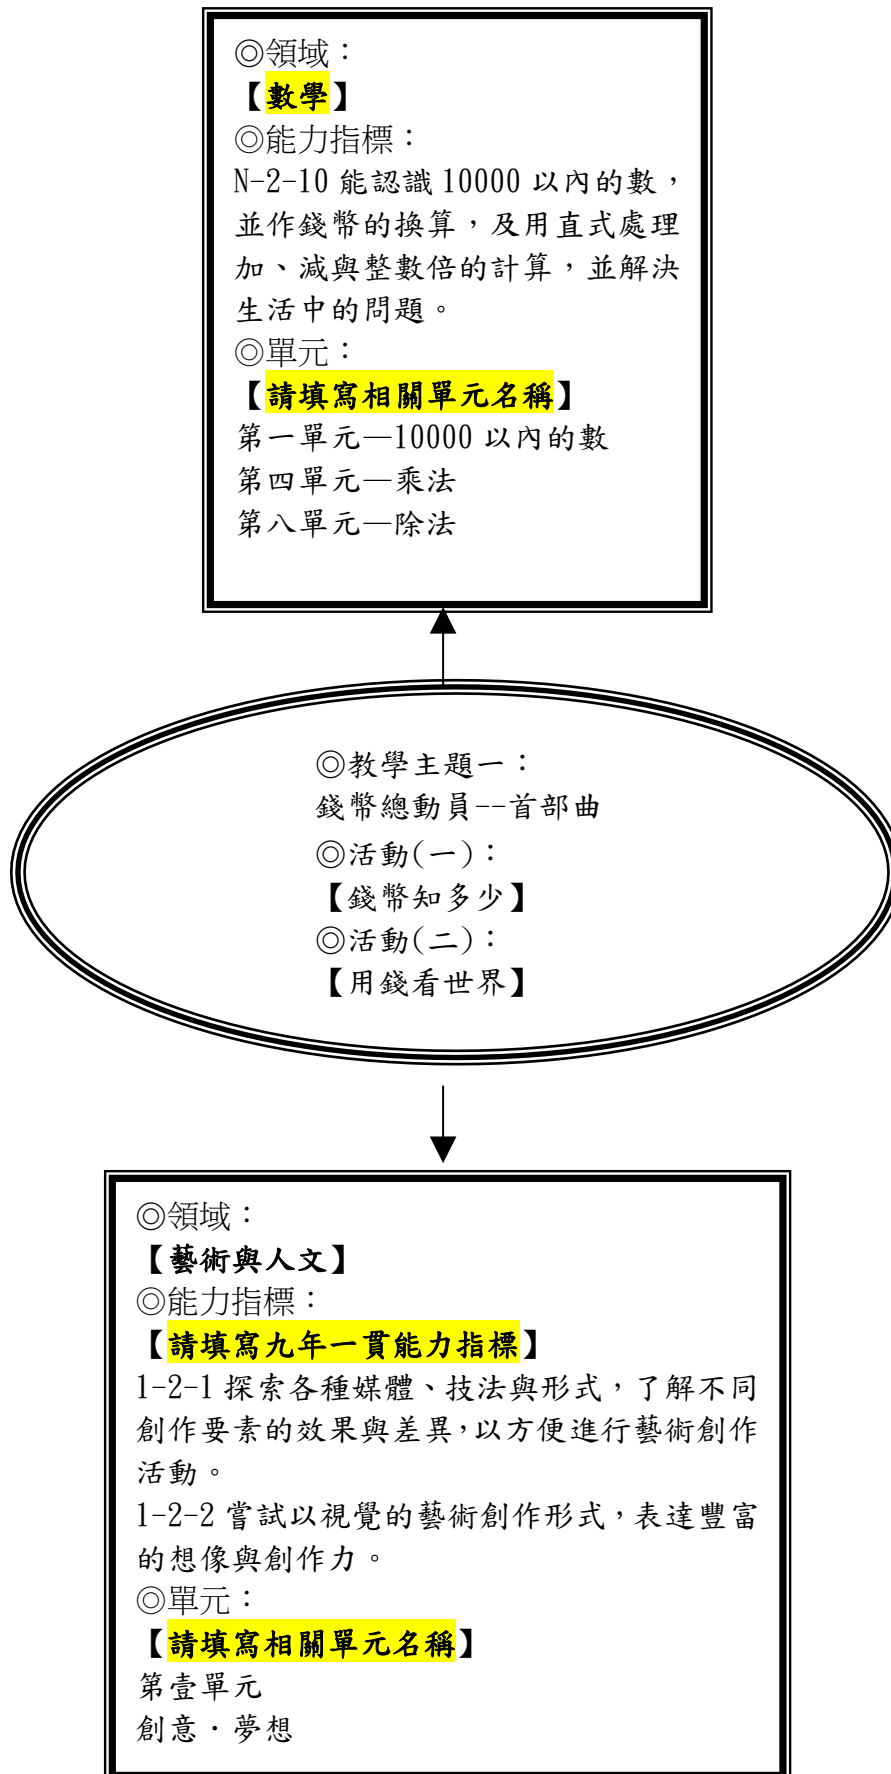 ◎領域：
【數學】
◎能力指標：
N-2-10 能認識 10000 以內的數，
並作錢幣的換算，及用直式處理
加、減與整數倍的計算，並解決
生活中的問題。
◎單元：
【請填寫相關單元名稱】
第一單元—10000 以內的數
第四單元—乘法
第八單元—除法
◎教學主題一：
錢幣總動員--首部曲
◎活動(一)：
【錢幣知多少】
◎活動(二)：
【用錢看世界】
◎領域：
【藝術與人文】
◎能力指標：
【請填寫九年一貫能力指標】
1-2-1 探索各種媒體、技法與形式，了解不同
創作要素的效果與差異，以方便進行藝術創作
活動。
1-2-2 嘗試以視覺的藝術創作形式，表達豐富
的想像與創作力。
◎單元：
【請填寫相關單元名稱】
第壹單元
創意．夢想